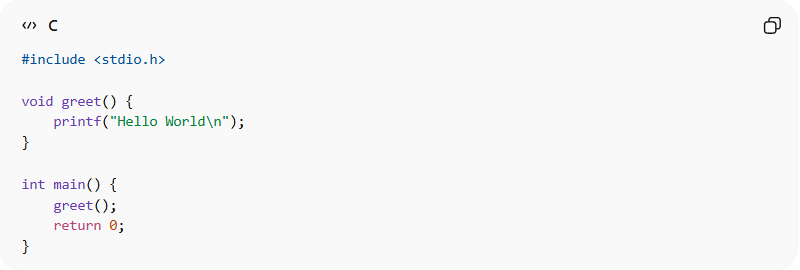 </> C
#include <stdio.h>
void greet() {
    printf("Hello World\n");
}
int main() {
    greet();
    return 0;
}